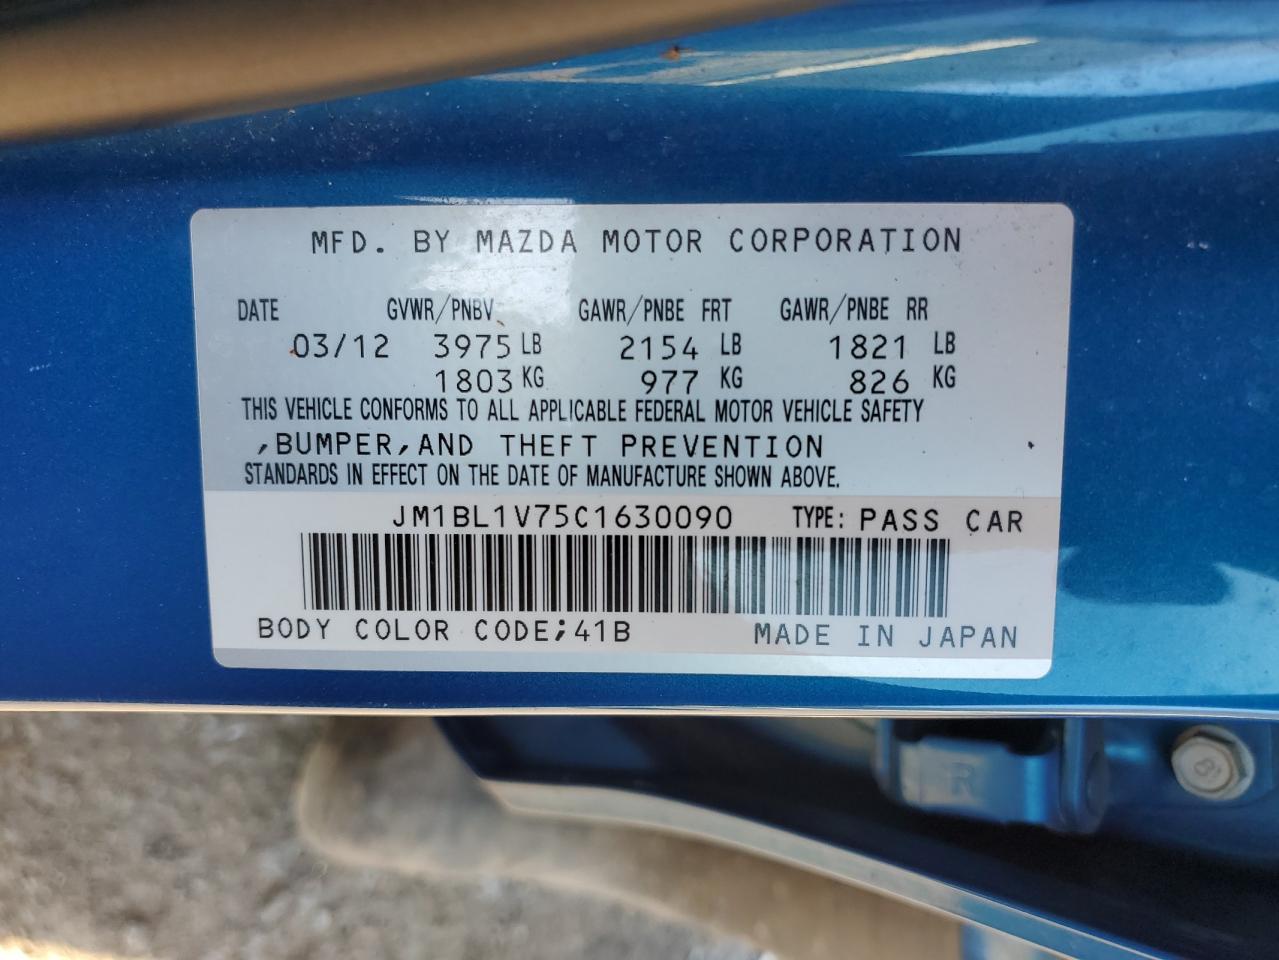 MFD. BY MAZDA MOTOR CORPORATION
DATE GVWR/PNBV GAWR/PNBE FRT GAWR/PNBE RR
03/12 3975 LB 2154 LB 1821 LB
1803 KG 977 KG 826 KG
THIS VEHICLE CONFORMS TO ALL APPLICABLE FEDERAL MOTOR VEHICLE SAFETY
,BUMPER,AND THEFT PREVENTION
STANDARDS IN EFFECT ON THE DATE OF MANUFACTURE SHOWN ABOVE.
JM1BL1V75C1630090 TYPE: PASS CAR
BODY COLOR CODE;41B MADE IN JAPAN
R
8